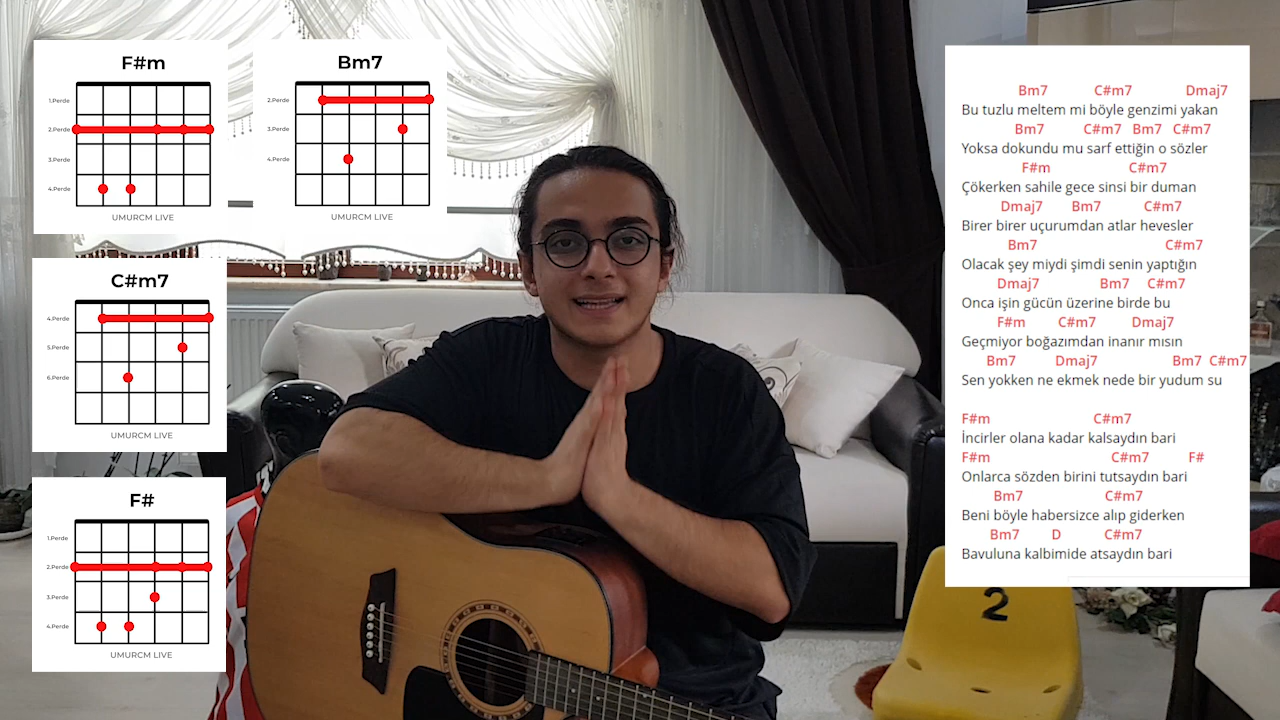 F#m
1.Perde
2.Perde
3.Perde
4.Perde
UMURCM LIVE
Bm7
2.Perde
3.Perde
4.Perde
UMURCM LIVE
C#m7
4.Perde
5.Perde
6.Perde
UMURCM LIVE
F#
1.Perde
2.Perde
3.Perde
4.Perde
UMURCM LIVE
Bm7 C#m7 Dmaj7
Bu tuzlu meltem mi böyle genzimi yakan
Bm7 C#m7 Bm7 C#m7
Yoksa dokundu mu sarf ettiğin o sözler
F#m C#m7
Çökerken sahile gece sinsi bir duman
Dmaj7 Bm7 C#m7
Birer birer uçurumdan atlar hevesler
Bm7 C#m7
Olacak şey miydi şimdi senin yaptığın
Dmaj7 Bm7 C#m7
Onca işin gücün üzerine birde bu
F#m C#m7 Dmaj7
Geçmiyor boğazımdan inanır mısın
Bm7 Dmaj7 Bm7 C#m7
Sen yokken ne ekmek nede bir yudum su
F#m C#m7
İncirler olana kadar kalsaydın bari
F#m C#m7 F#
Onlarca sözden birini tutsaydın bari
Bm7 C#m7
Beni böyle habersizce alıp giderken
Bm7 D C#m7
Bavuluna kalbimide atsaydın bari
2